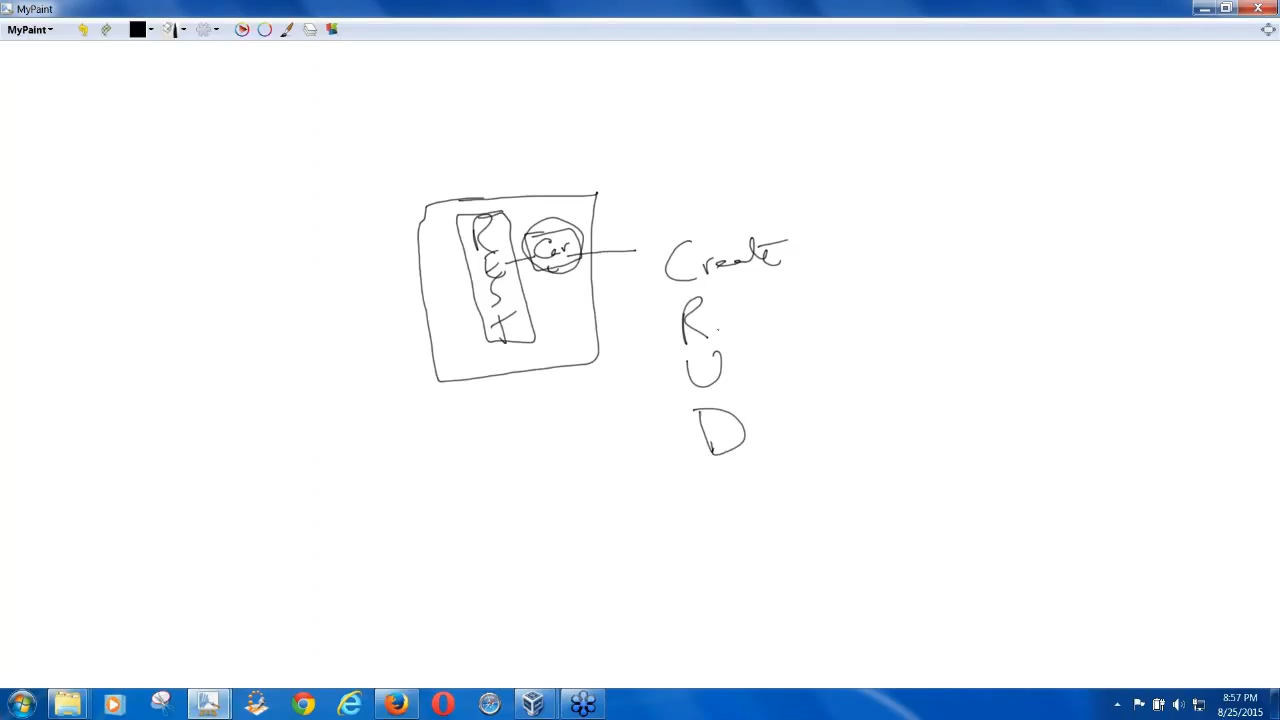 MyPaint
MyPaint
REST
Car
Create
R.
U
D
8:57 PM
8/25/2015